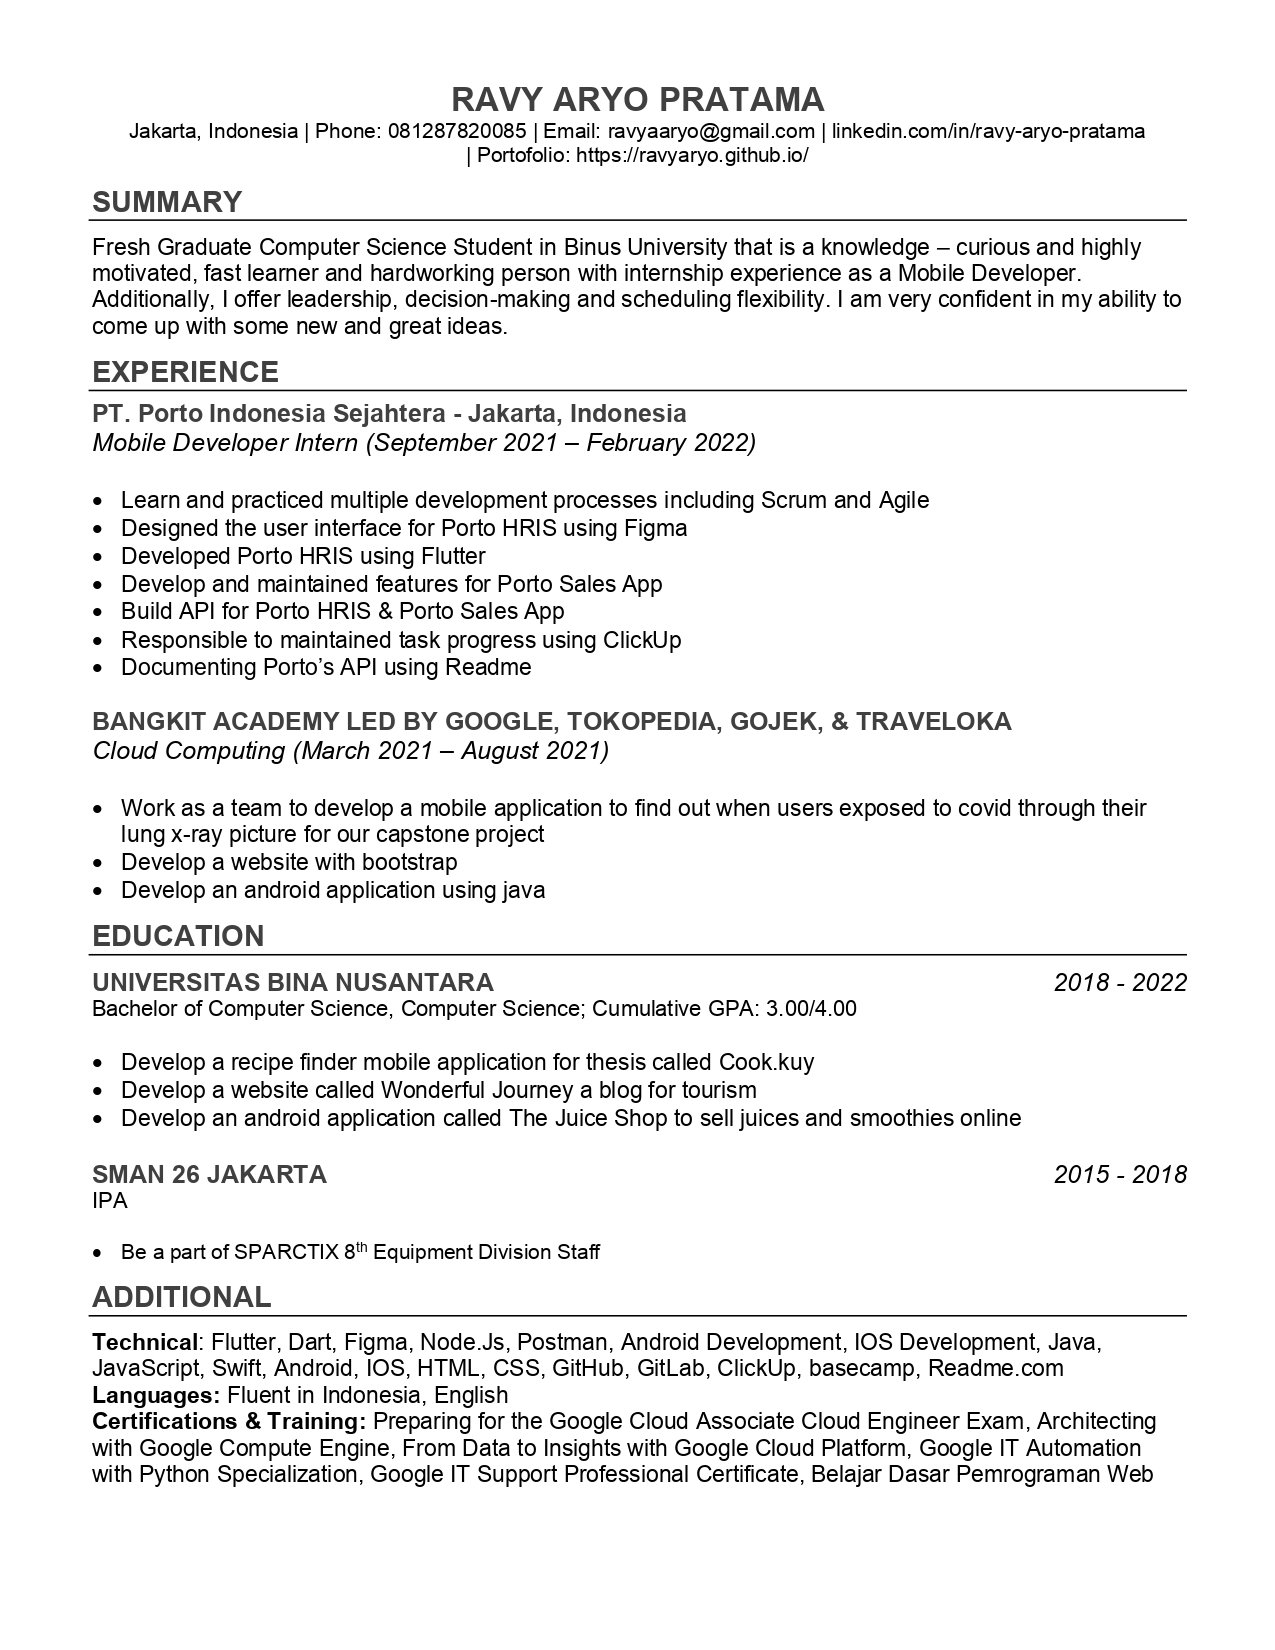 RAVY ARYO PRATAMA
Jakarta, Indonesia | Phone: 081287820085 | Email: ravyaaryo@gmail.com | linkedin.com/in/ravy-aryo-pratama
| Portofolio: https://ravyaryo.github.io/
SUMMARY
Fresh Graduate Computer Science Student in Binus University that is a knowledge – curious and highly
motivated, fast learner and hardworking person with internship experience as a Mobile Developer.
Additionally, I offer leadership, decision-making and scheduling flexibility. I am very confident in my ability to
come up with some new and great ideas.
EXPERIENCE
PT. Porto Indonesia Sejahtera - Jakarta, Indonesia
Mobile Developer Intern (September 2021 – February 2022)
• Learn and practiced multiple development processes including Scrum and Agile
• Designed the user interface for Porto HRIS using Figma
• Developed Porto HRIS using Flutter
• Develop and maintained features for Porto Sales App
• Build API for Porto HRIS & Porto Sales App
• Responsible to maintained task progress using ClickUp
• Documenting Porto’s API using Readme
BANGKIT ACADEMY LED BY GOOGLE, TOKOPEDIA, GOJEK, & TRAVELOKA
Cloud Computing (March 2021 – August 2021)
• Work as a team to develop a mobile application to find out when users exposed to covid through their
lung x-ray picture for our capstone project
• Develop a website with bootstrap
• Develop an android application using java
EDUCATION
UNIVERSITAS BINA NUSANTARA 2018 - 2022
Bachelor of Computer Science, Computer Science; Cumulative GPA: 3.00/4.00
• Develop a recipe finder mobile application for thesis called Cook.kuy
• Develop a website called Wonderful Journey a blog for tourism
• Develop an android application called The Juice Shop to sell juices and smoothies online
SMAN 26 JAKARTA 2015 - 2018
IPA
• Be a part of SPARCTIX 8th Equipment Division Staff
ADDITIONAL
Technical: Flutter, Dart, Figma, Node.Js, Postman, Android Development, IOS Development, Java,
JavaScript, Swift, Android, IOS, HTML, CSS, GitHub, GitLab, ClickUp, basecamp, Readme.com
Languages: Fluent in Indonesia, English
Certifications & Training: Preparing for the Google Cloud Associate Cloud Engineer Exam, Architecting
with Google Compute Engine, From Data to Insights with Google Cloud Platform, Google IT Automation
with Python Specialization, Google IT Support Professional Certificate, Belajar Dasar Pemrograman Web